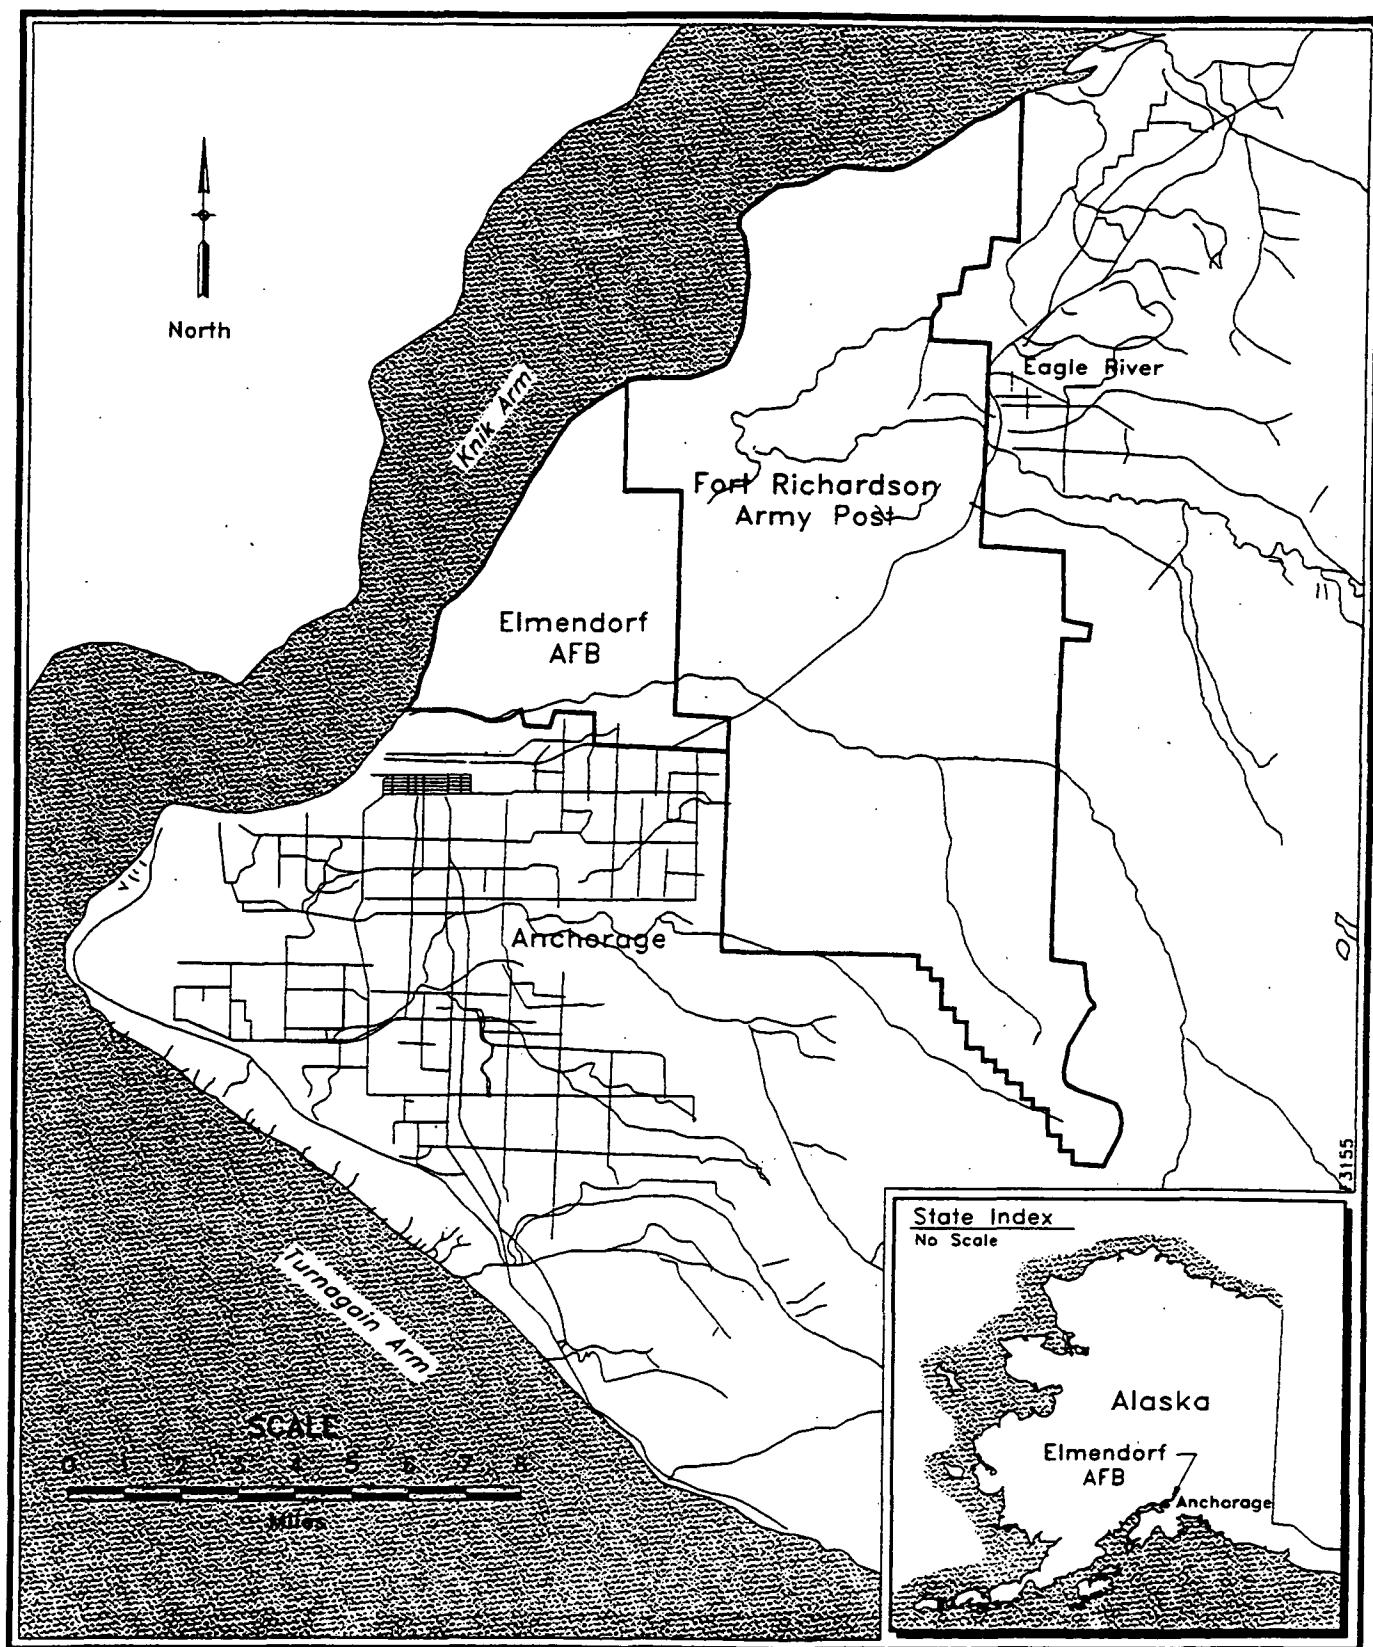 North
Knik Arm
Eagle River
Fort Richardson
Army Post
Elmendorf
AFB
Anchorage
Turnagain Arm
SCALE
0 1 2 3 4 5 6 7 8
Miles
State Index
No Scale
Alaska
Elmendorf
AFB
Anchorage